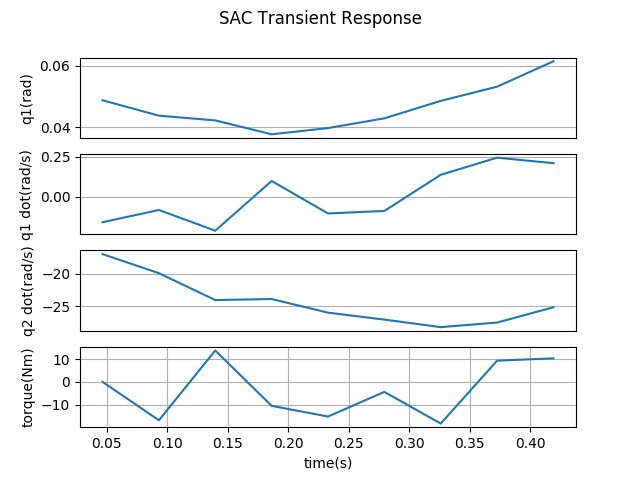 SAC Transient Response
q1(rad)
0.06
0.04
q1 dot(rad/s)
0.25
0.00
q2 dot(rad/s)
−20
−25
torque(Nm)
10
0
−10
0.05 0.10 0.15 0.20 0.25 0.30 0.35 0.40
time(s)